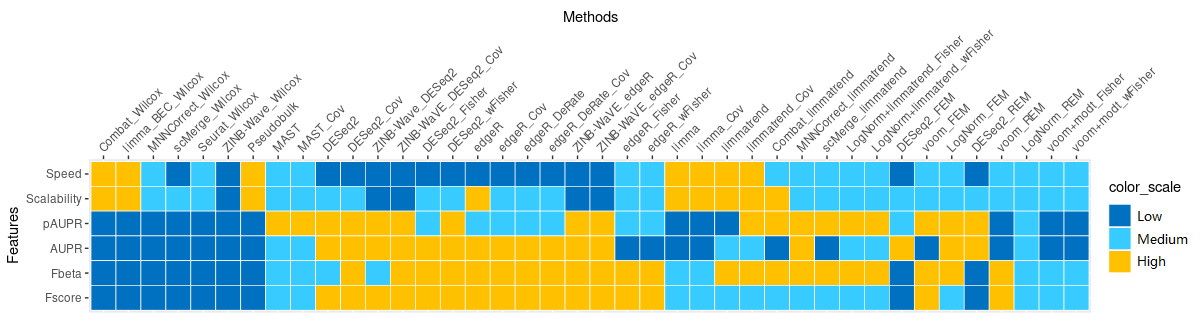 Methods
Combat_Wilcox
limma_BEC_Wilcox
MNNCorrect_Wilcox
scMerge_Wilcox
Seurat_Wilcox
ZINB-Wave_Wilcox
Pseudobulk
MAST
MAST_Cov
DESeq2
DESeq2_Cov
ZINB-WaVE_DESeq2
ZINB-WaVE_DESeq2_Cov
DESeq2_Fisher
DESeq2_wFisher
edgeR
edgeR_Cov
edgeR_DeRate
edgeR_DeRate_Cov
ZINB-WaVE_edgeR
ZINB-WaVE_edgeR_Cov
edgeR_Fisher
edgeR_wFisher
limma
limma_Cov
limmatrend
limmatrend_Cov
Combat_limmatrend
MNNCorrect_limmatrend
scMerge_limmatrend
LogNorm+limmatrend_Fisher
LogNorm+limmatrend_wFisher
DESeq2_FEM
voom_FEM
LogNorm_FEM
DESeq2_REM
voom_REM
LogNorm_REM
voom+modt_Fisher
voom+modt_wFisher
Features
Speed
Scalability
pAUPR
AUPR
Fbeta
Fscore
color_scale
Low
Medium
High